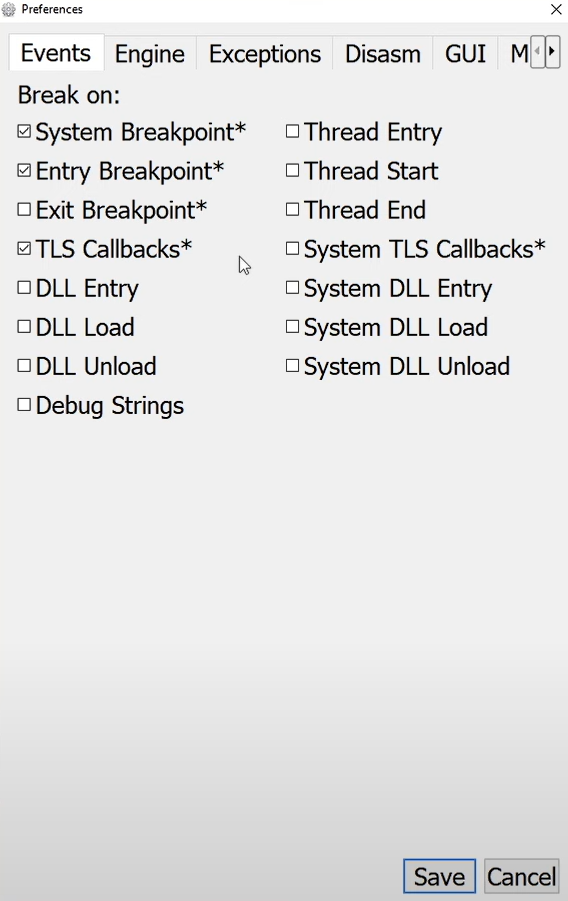 Preferences
Events Engine Exceptions Disasm GUI M
Break on:
System Breakpoint*
Entry Breakpoint*
Exit Breakpoint*
TLS Callbacks*
DLL Entry
DLL Load
DLL Unload
Debug Strings
Thread Entry
Thread Start
Thread End
System TLS Callbacks*
System DLL Entry
System DLL Load
System DLL Unload
Save Cancel